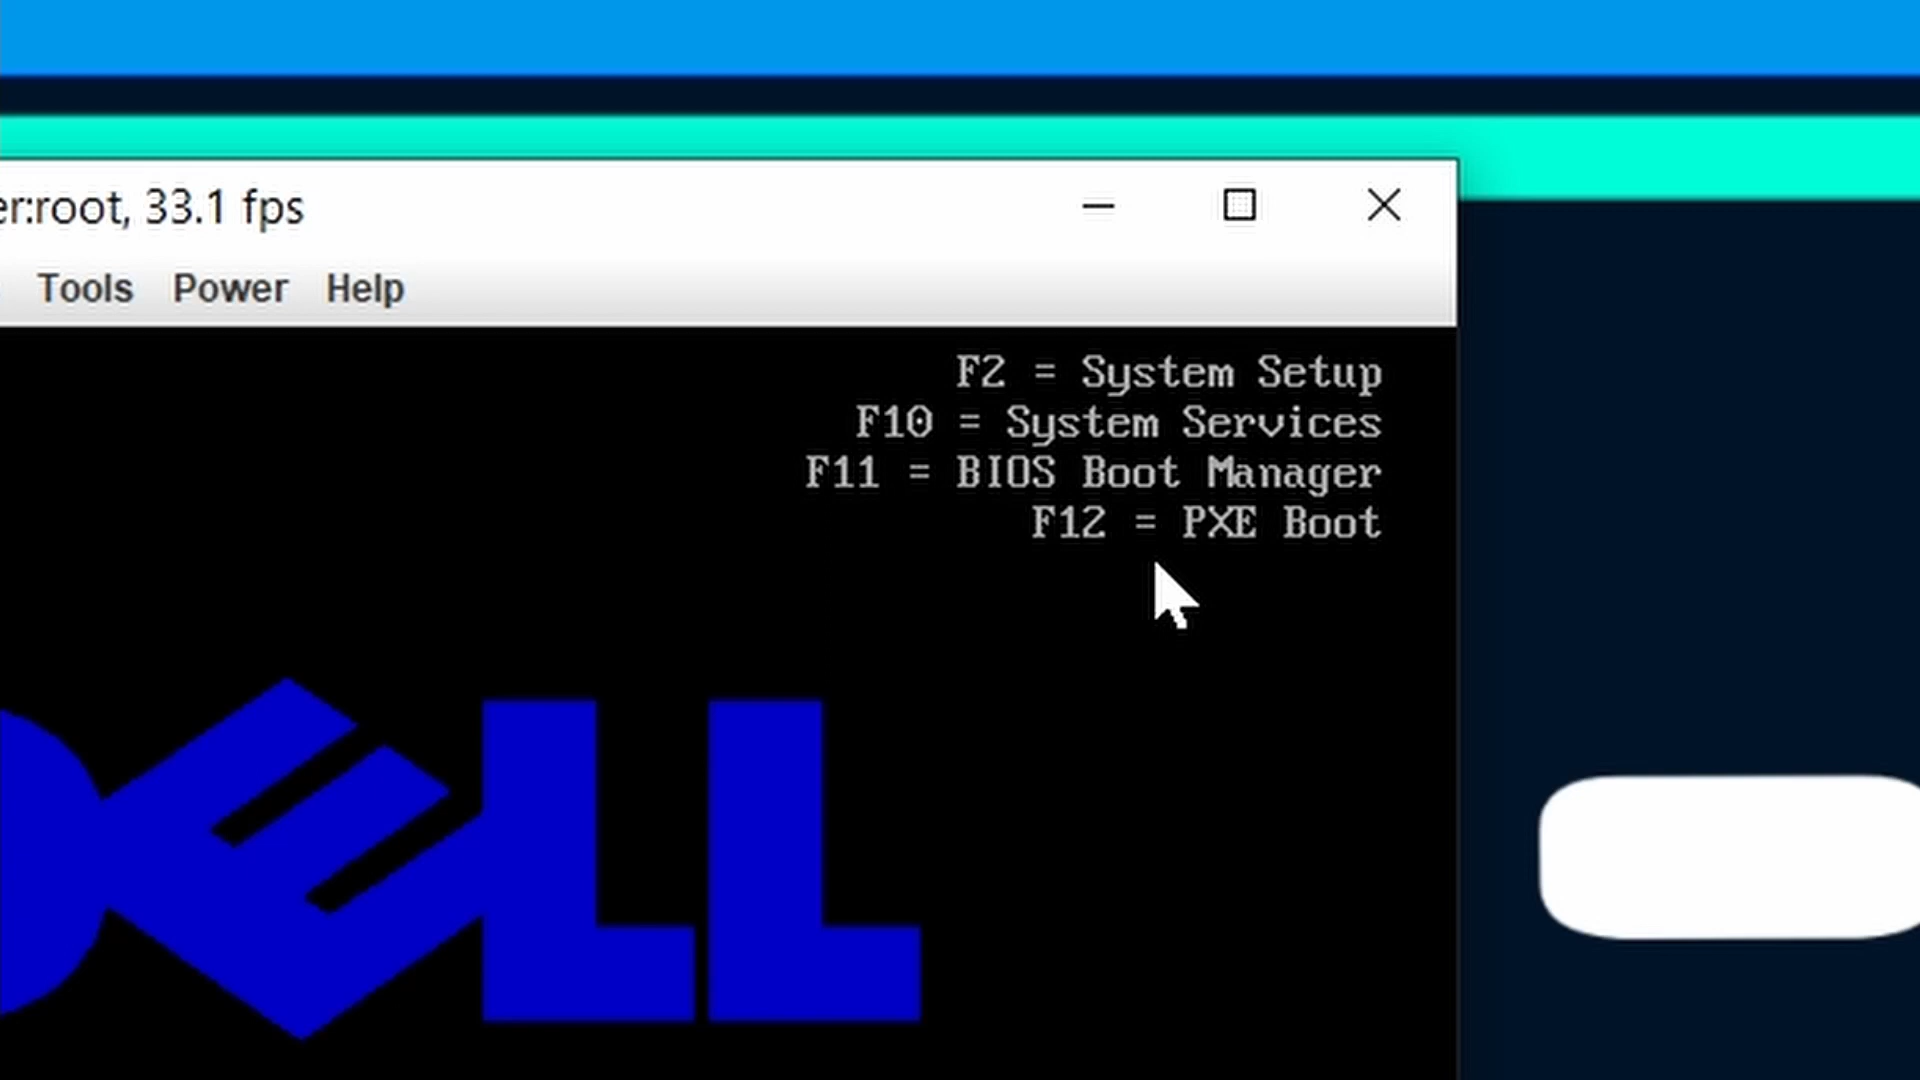 er:root, 33.1 fps
Tools Power Help
F2 = System Setup
F10 = System Services
F11 = BIOS Boot Manager
F12 = PXE Boot
DELL